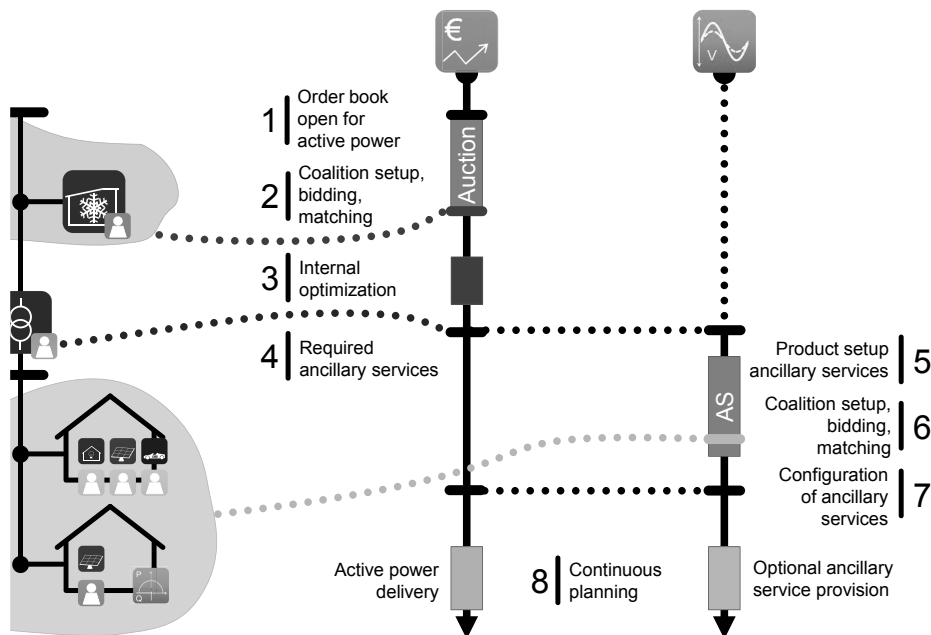 €
V
1
Order book
open for
active power
Auction
2
Coalition setup,
bidding,
matching
3
Internal
optimization
4
Required
ancillary services
Product setup
ancillary services
5
AS
Coalition setup,
bidding,
matching
6
Configuration
of ancillary
services
7
P
Q
Active power
delivery
8
Continuous
planning
Optional ancillary
service provision